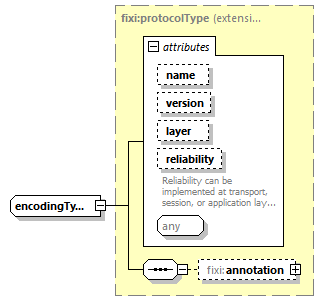 fixi:protocolType (extensi...
attributes
name
version
layer
reliability
Reliability can be
implemented at transport,
session, or application lay...
any
encodingTy...
fixi:annotation